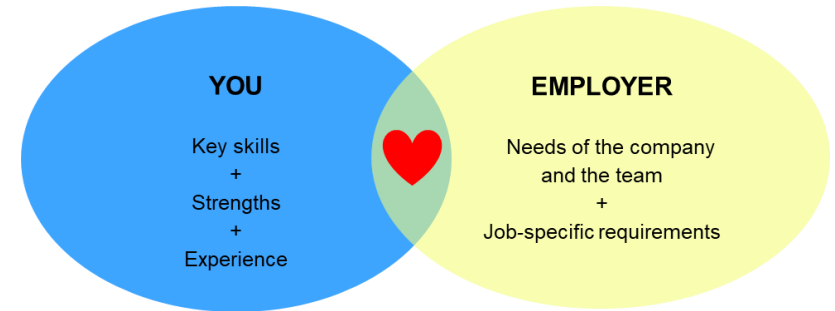 YOU
Key skills
+
Strengths
+
Experience
EMPLOYER
Needs of the company
and the team
+
Job-specific requirements